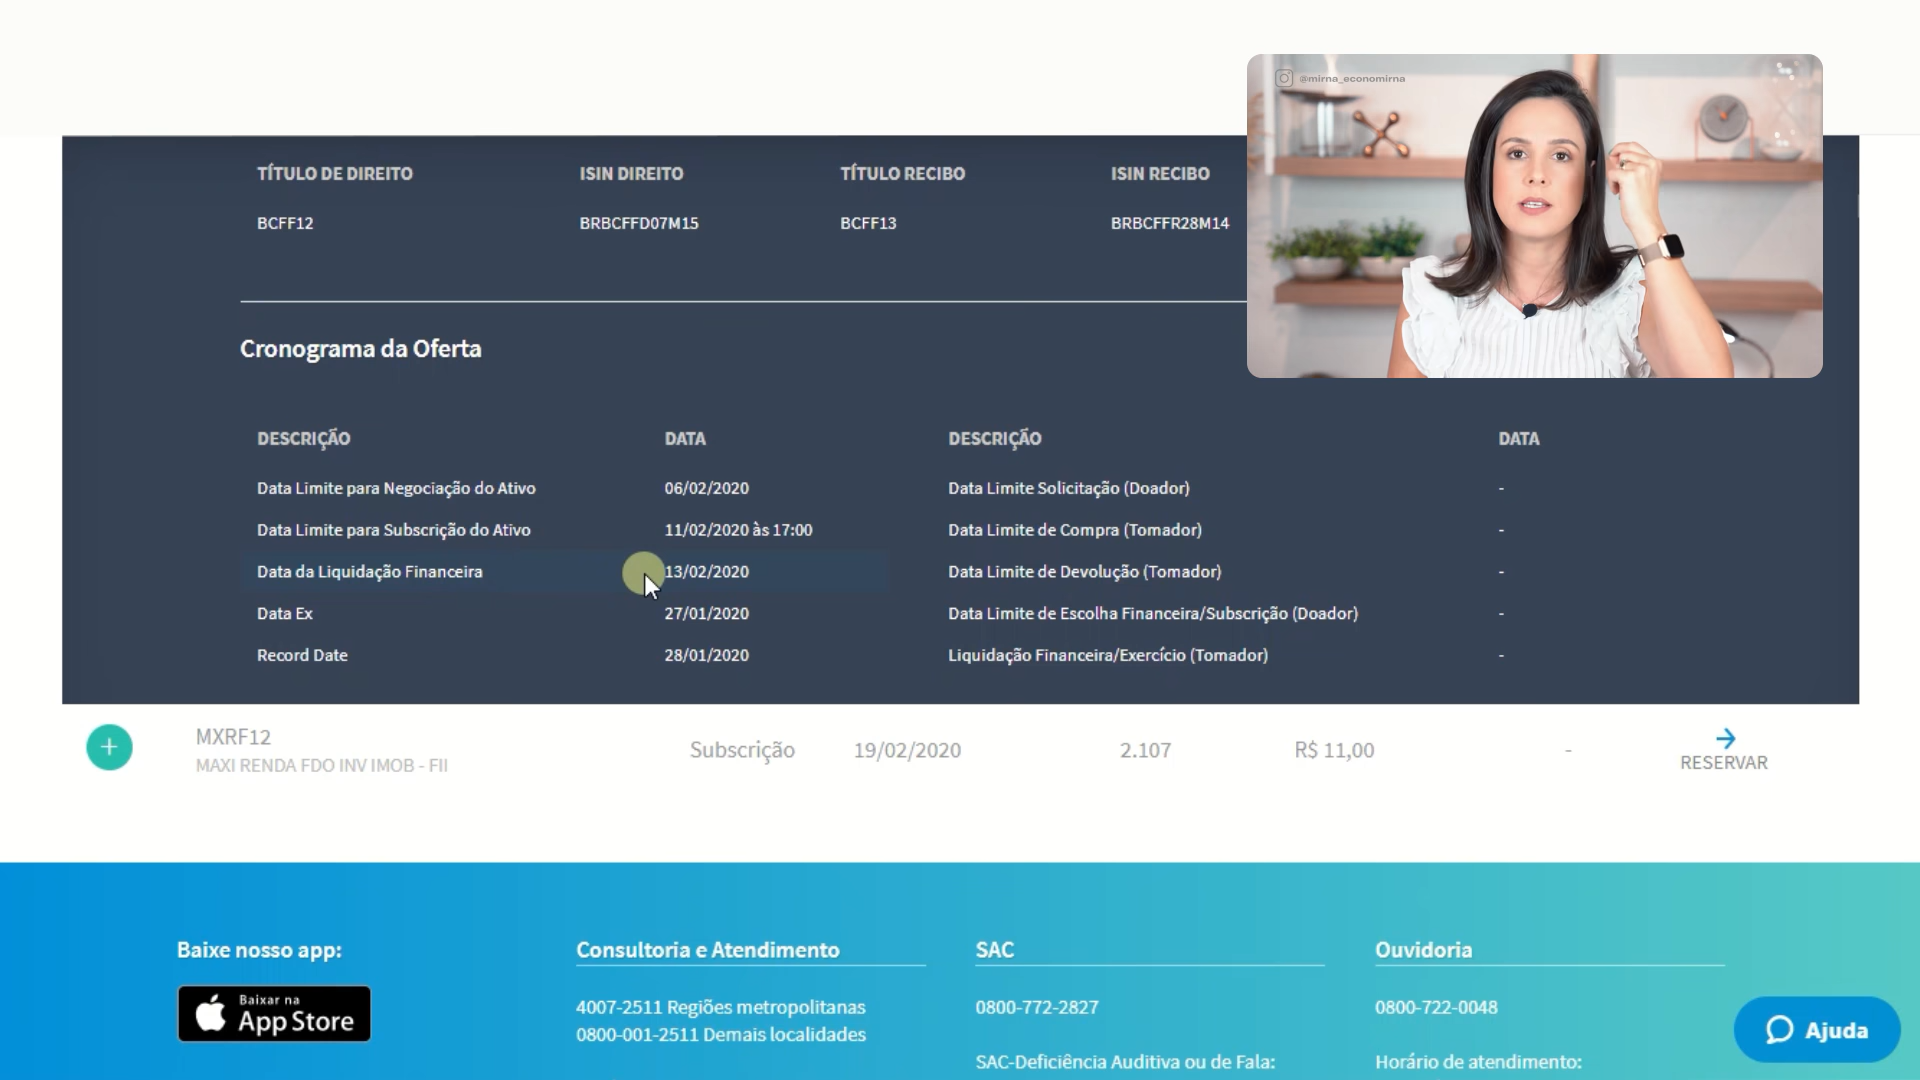 @mirna_economirna
TÍTULO DE DIREITO ISIN DIREITO TÍTULO RECIBO ISIN RECIBO
BCFF12 BRBCFFD07M15 BCFF13 BRBCFFR28M14
Cronograma da Oferta
DESCRIÇÃO DATA DESCRIÇÃO DATA
Data Limite para Negociação do Ativo 06/02/2020 Data Limite Solicitação (Doador) -
Data Limite para Subscrição do Ativo 11/02/2020 às 17:00 Data Limite de Compra (Tomador) -
Data da Liquidação Financeira 13/02/2020 Data Limite de Devolução (Tomador) -
Data Ex 27/01/2020 Data Limite de Escolha Financeira/Subscrição (Doador) -
Record Date 28/01/2020 Liquidação Financeira/Exercício (Tomador) -
MXRF12
MAXI RENDA FDO INV IMOB - FII
Subscrição 19/02/2020 2.107 R$ 11,00 -
RESERVAR
Baixe nosso app: Consultoria e Atendimento SAC Ouvidoria
Baixar na
App Store
4007-2511 Regiões metropolitanas 0800-772-2827 0800-722-0048
0800-001-2511 Demais localidades
Ajuda
SAC-Deficiência Auditiva ou de Fala: Horário de atendimento: